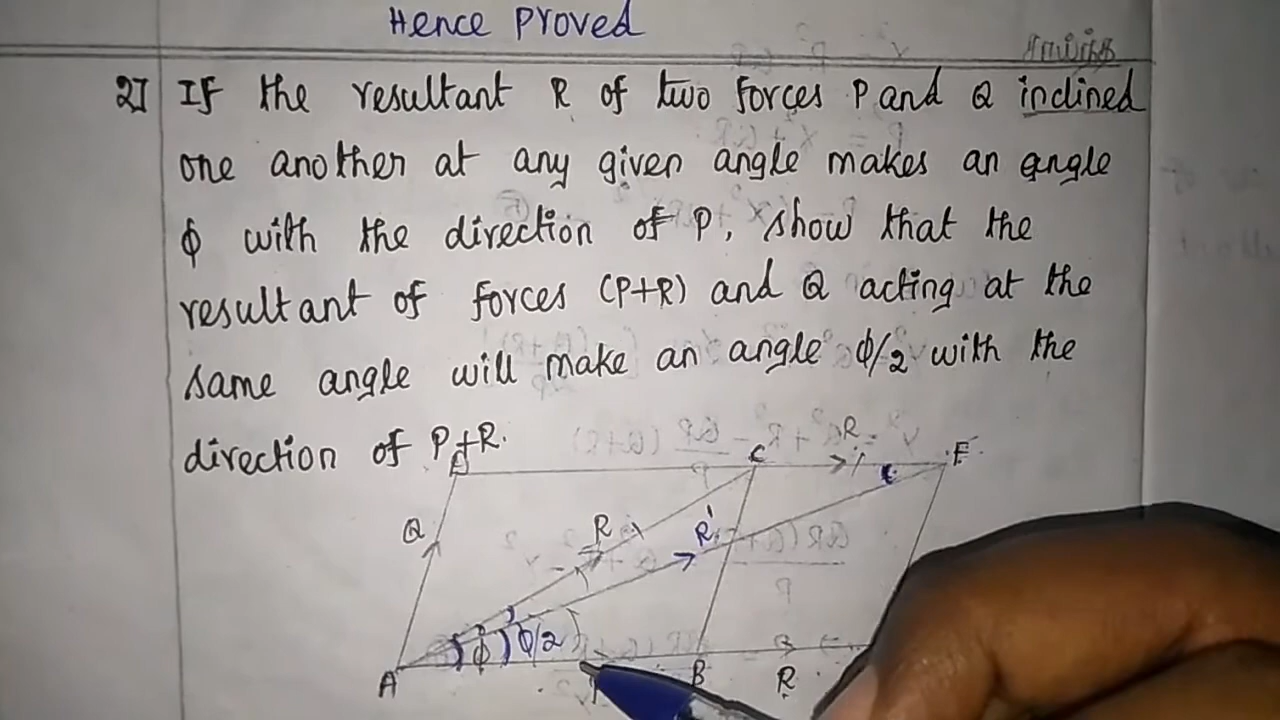 Hence Proved
2] If the resultant R of two forces P and Q inclined
one another at any given angle makes an angle
ϕ with the direction of P, show that the
resultant of forces (P+R) and Q acting at the
same angle will make an angle ϕ/2 with the
direction of P+R.
D C R E
Q R R'
ϕ ϕ/2
A B R